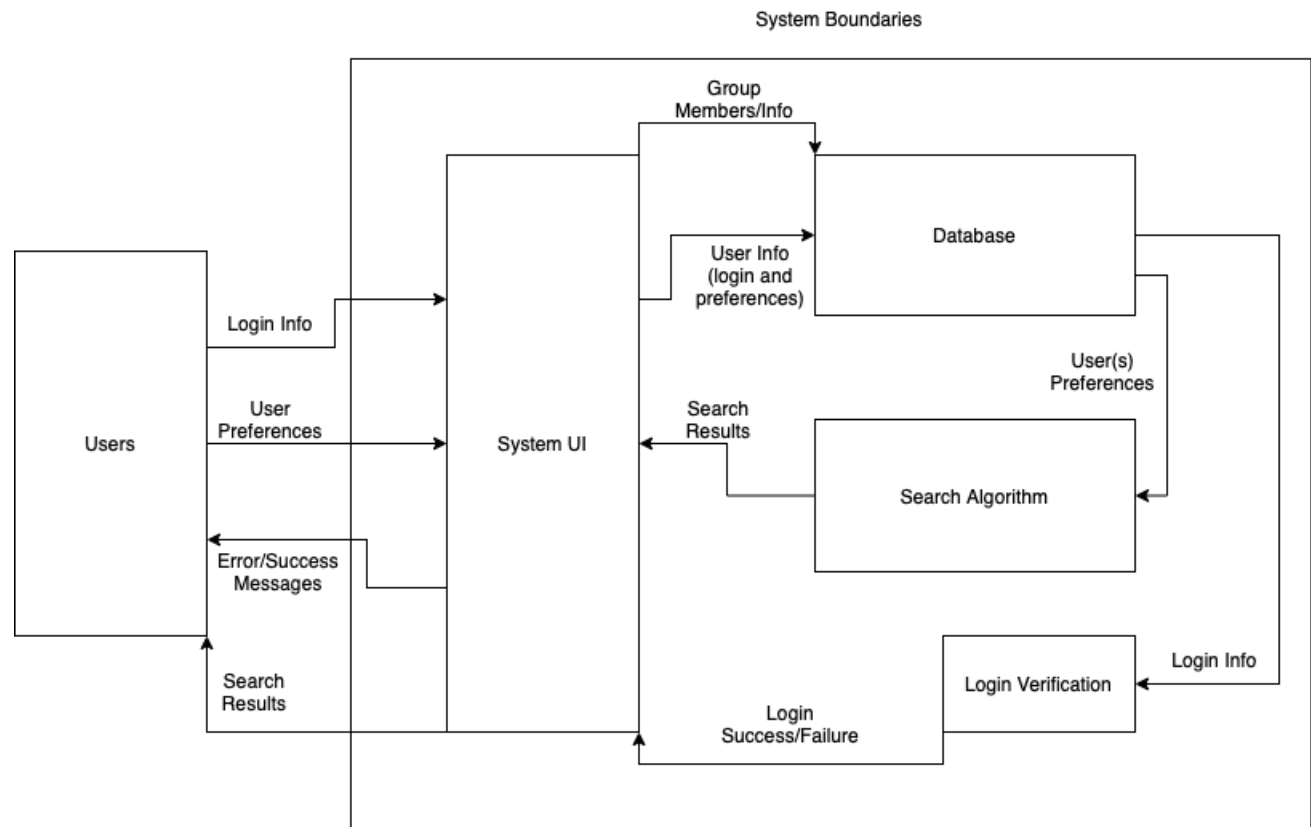 System Boundaries
Group
Members/Info
Database
User Info
(login and
preferences)
Login Info
User(s)
Preferences
User
Preferences
Search
Results
Users
System UI
Search Algorithm
Error/Success
Messages
Search
Results
Login Info
Login Verification
Login
Success/Failure